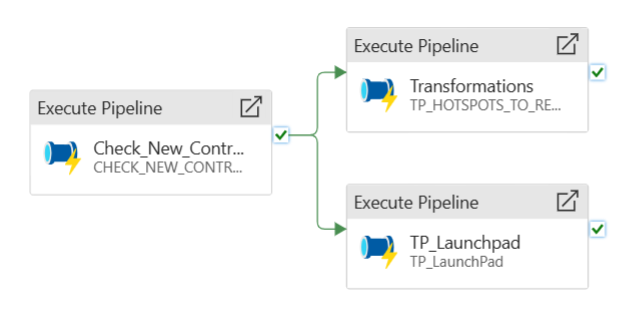 Execute Pipeline
Check_New_Contr...
CHECK_NEW_CONTR...
Execute Pipeline
Transformations
TP_HOTSPOTS_TO_RE...
Execute Pipeline
TP_Launchpad
TP_LaunchPad